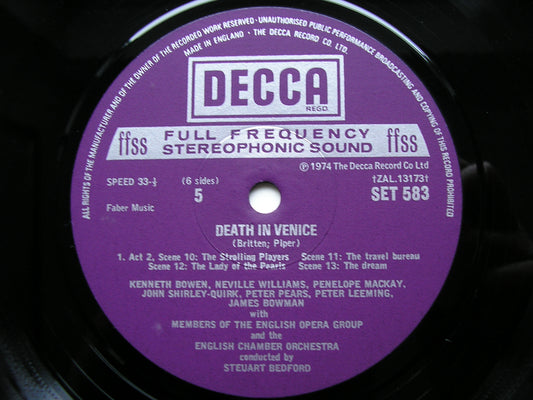 ALL RIGHTS OF THE MANUFACTURER AND OF THE OWNER OF THE RECORDED WORK RESERVED · UNAUTHORISED PUBLIC PERFORMANCE BROADCASTING AND COPYING OF THIS RECORD PROHIBITED
MADE IN ENGLAND · THE DECCA RECORD CO. LTD.
DECCA
REGD.
ffss FULL FREQUENCY STEREOPHONIC SOUND ffss
℗ 1974 The Decca Record Co Ltd
SPEED 33-⅓ (6 sides) †ZAL.13173†
5 SET 583
Faber Music
DEATH IN VENICE
(Britten; Piper)
1. Act 2, Scene 10: The Strolling Players Scene 11: The travel bureau
Scene 12: The Lady of the Pearls Scene 13: The dream
KENNETH BOWEN, NEVILLE WILLIAMS, PENELOPE MACKAY,
JOHN SHIRLEY-QUIRK, PETER PEARS, PETER LEEMING,
JAMES BOWMAN
with
MEMBERS OF THE ENGLISH OPERA GROUP
and the
ENGLISH CHAMBER ORCHESTRA
conducted by
STEUART BEDFORD